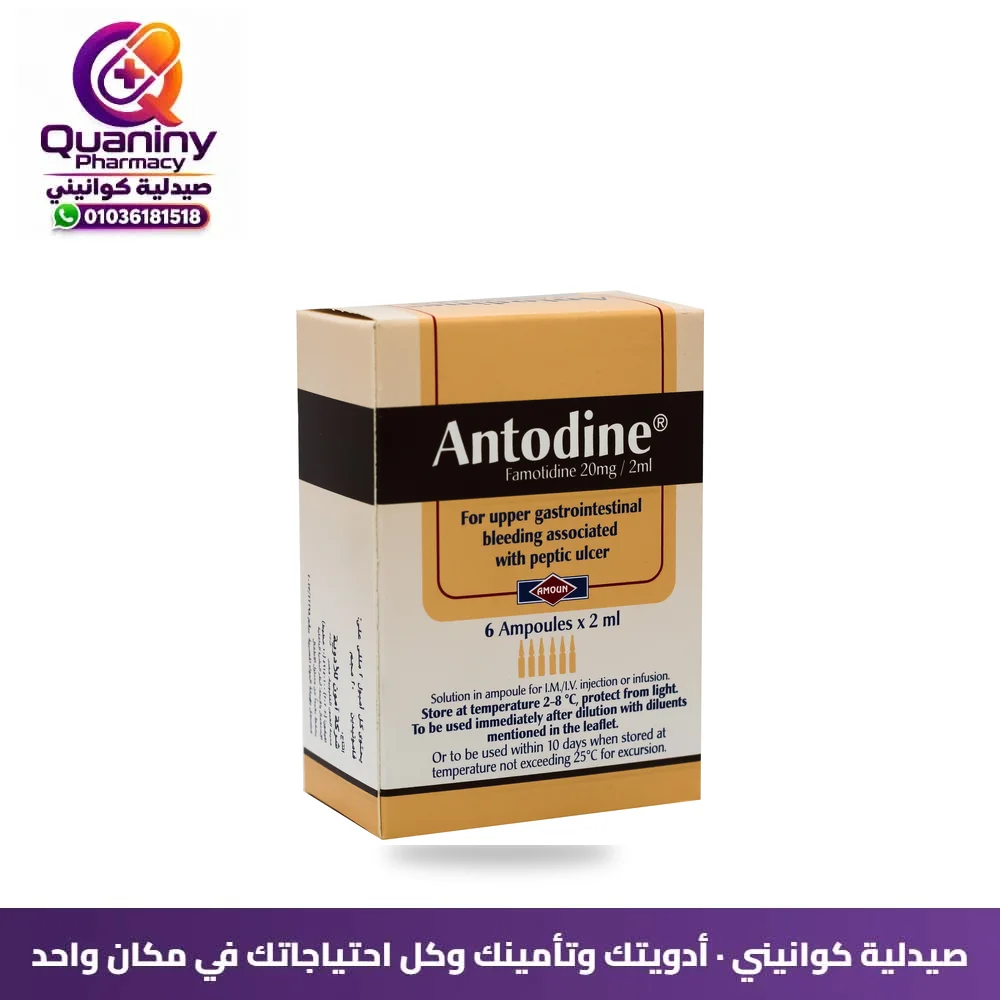 Quaniny
Pharmacy
صيدلية كوانيني
01036181518
Antodine®
Famotidine 20mg / 2ml
For upper gastrointestinal
bleeding associated
with peptic ulcer
AMOUN
6 Ampoules x 2 ml
Solution in ampoule for I.M./I.V. injection or infusion.
Store at temperature 2-8 °C, protect from light.
To be used immediately after dilution with diluents
mentioned in the leaflet.
Or to be used within 10 days when stored at
temperature not exceeding 25°C for excursion.
صيدلية كوانيني · أدويتك وتأمينك وكل احتياجاتك في مكان واحد